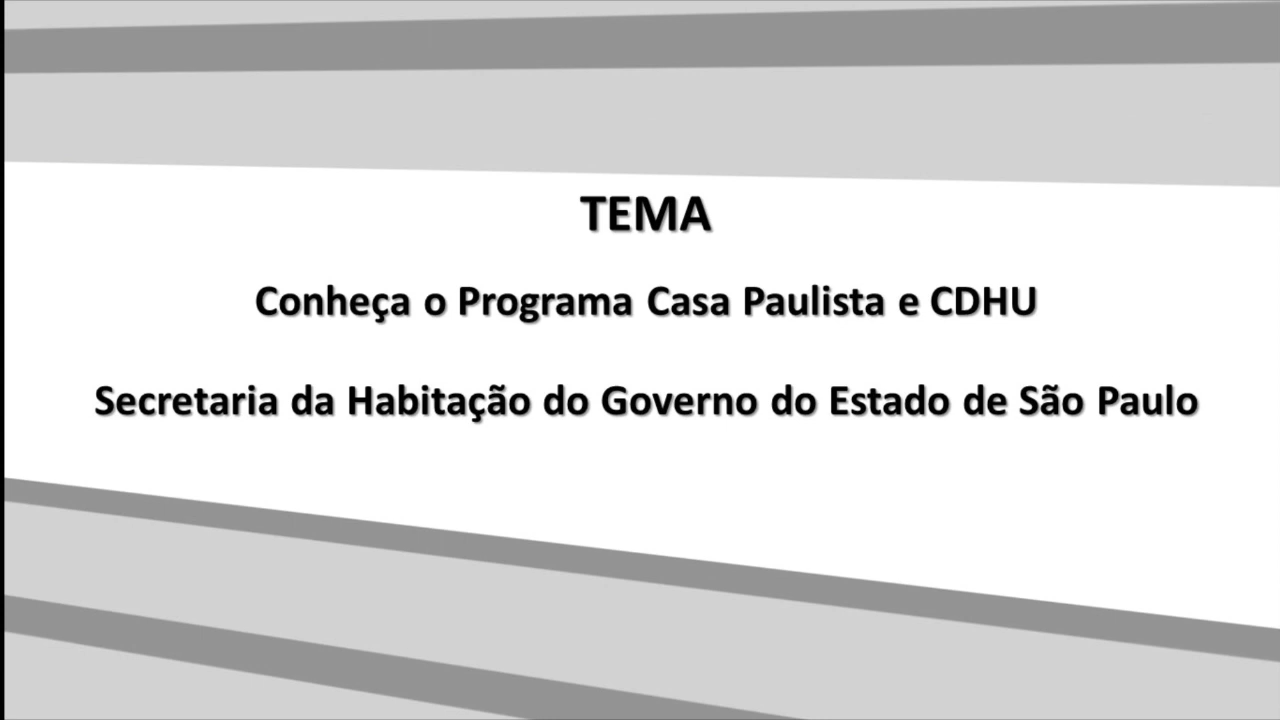 TEMA
Conheça o Programa Casa Paulista e CDHU
Secretaria da Habitação do Governo do Estado de São Paulo